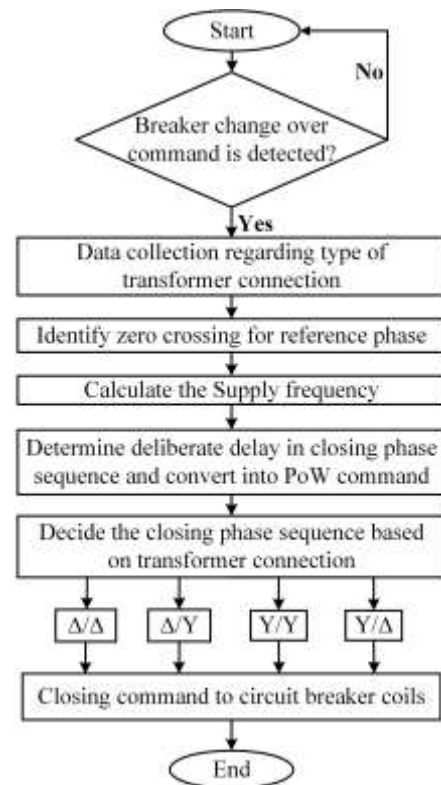 Start
No
Breaker change over
command is detected?
Yes
Data collection regarding type of
transformer connection
Identify zero crossing for reference phase
Calculate the Supply frequency
Determine deliberate delay in closing phase
sequence and convert into PoW command
Decide the closing phase sequence based
on transformer connection
Δ/Δ Δ/Y Y/Y Y/Δ
Closing command to circuit breaker coils
End